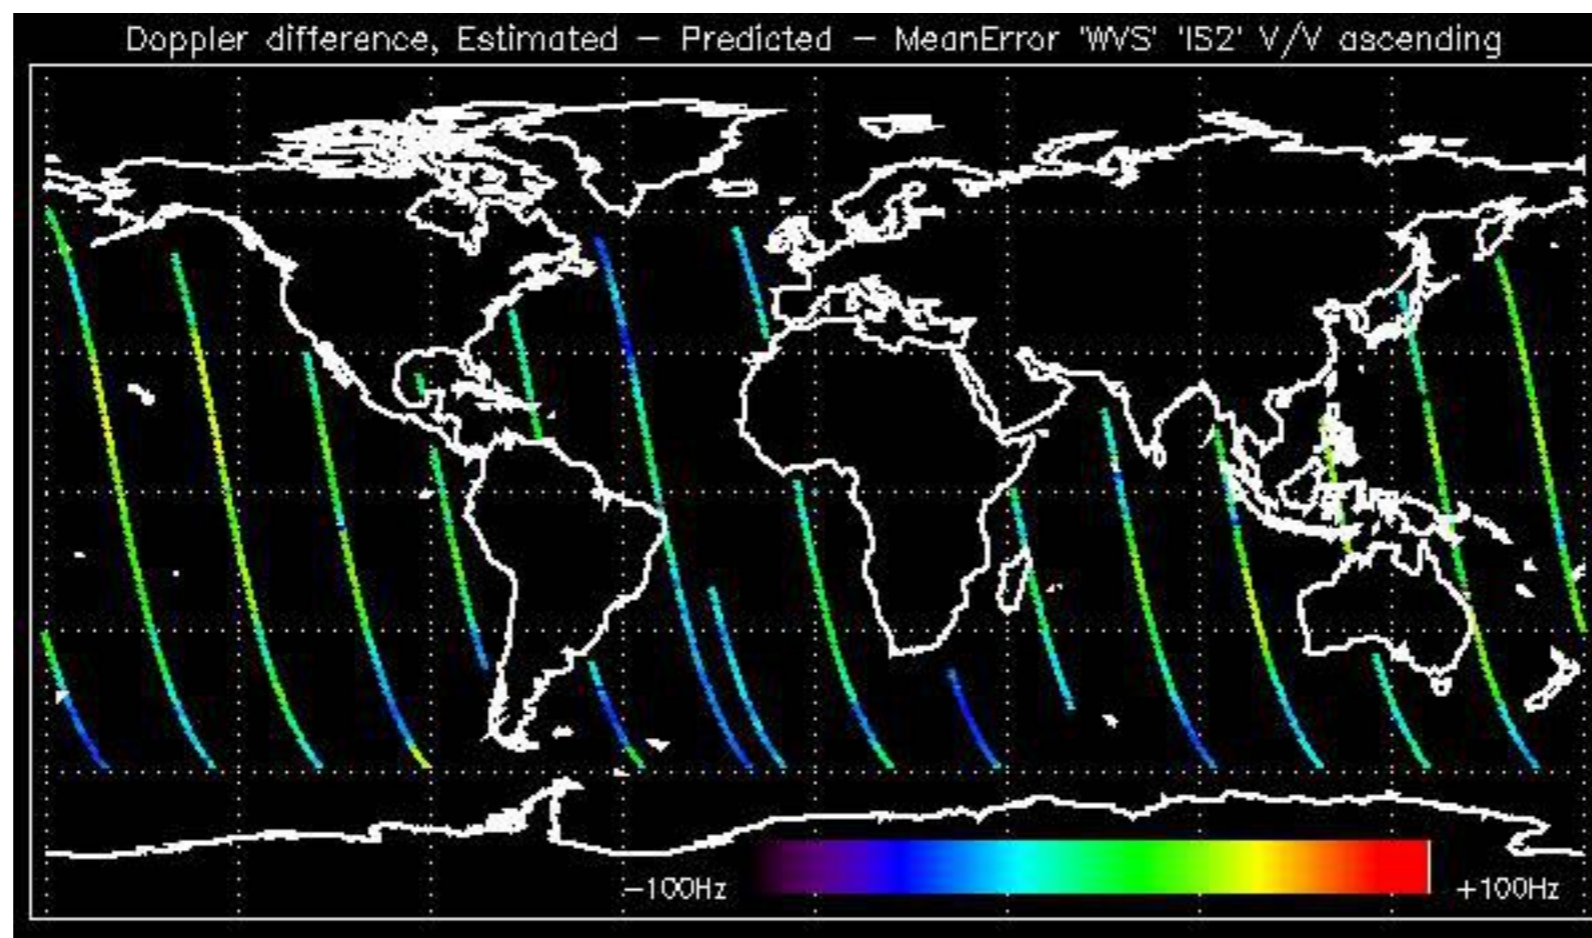 Doppler difference, Estimated – Predicted – MeanError 'WVS' 'IS2' V/V ascending
−100Hz
+100Hz